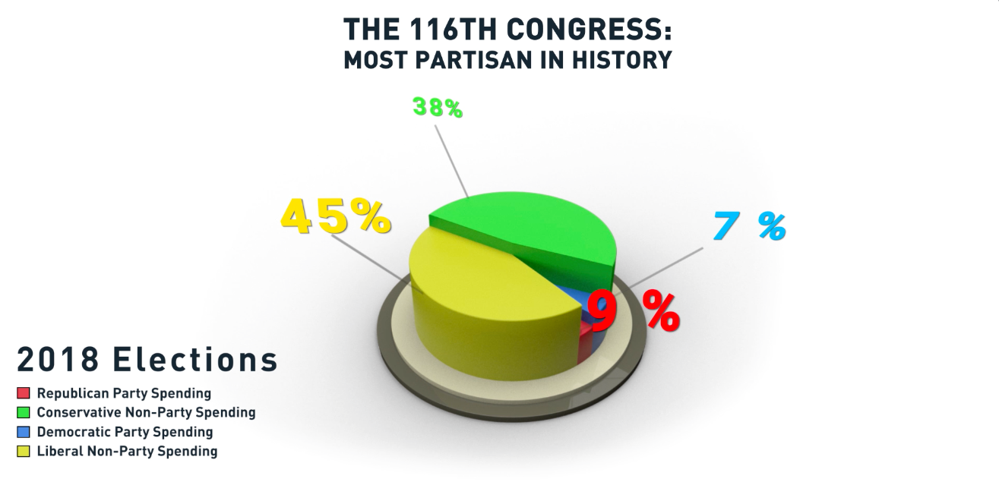 THE 116TH CONGRESS:
MOST PARTISAN IN HISTORY
38%
45%
7 %
9 %
2018 Elections
Republican Party Spending
Conservative Non-Party Spending
Democratic Party Spending
Liberal Non-Party Spending